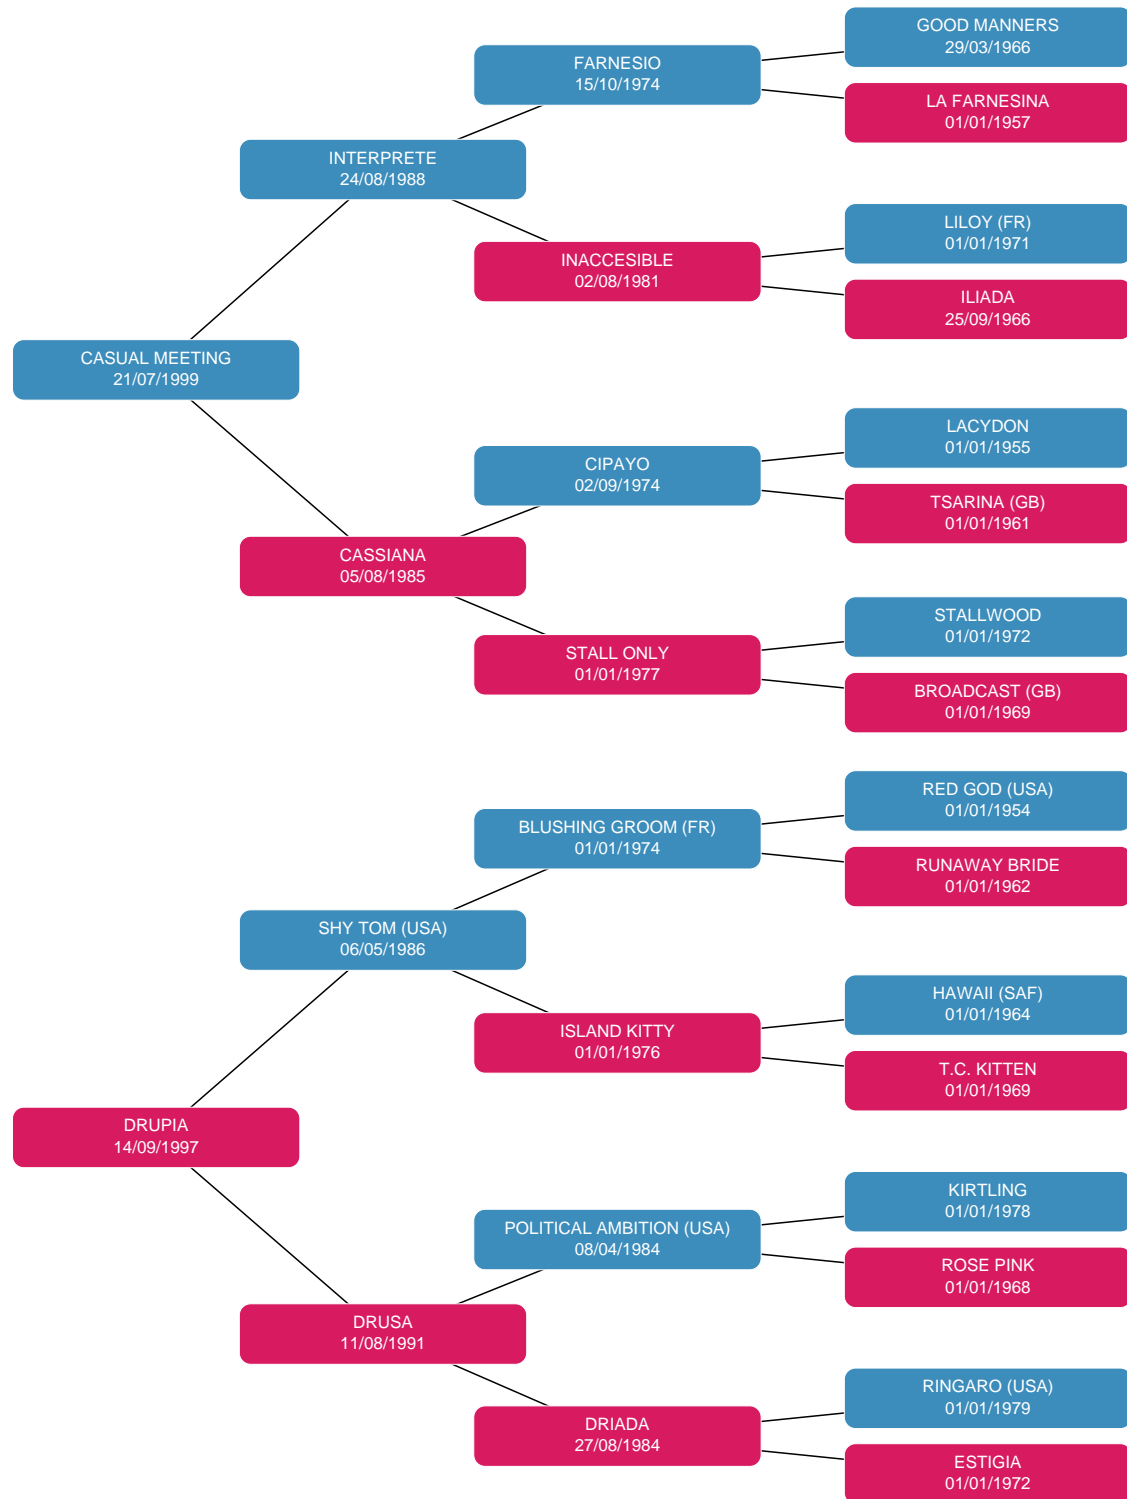 GOOD MANNERS
29/03/1966
FARNESIO
15/10/1974
LA FARNESINA
01/01/1957
INTERPRETE
24/08/1988
LILOY (FR)
01/01/1971
INACCESIBLE
02/08/1981
ILIADA
25/09/1966
CASUAL MEETING
21/07/1999
LACYDON
01/01/1955
CIPAYO
02/09/1974
TSARINA (GB)
01/01/1961
CASSIANA
05/08/1985
STALLWOOD
01/01/1972
STALL ONLY
01/01/1977
BROADCAST (GB)
01/01/1969
RED GOD (USA)
01/01/1954
BLUSHING GROOM (FR)
01/01/1974
RUNAWAY BRIDE
01/01/1962
SHY TOM (USA)
06/05/1986
HAWAII (SAF)
01/01/1964
ISLAND KITTY
01/01/1976
T.C. KITTEN
01/01/1969
DRUPIA
14/09/1997
KIRTLING
01/01/1978
POLITICAL AMBITION (USA)
08/04/1984
ROSE PINK
01/01/1968
DRUSA
11/08/1991
RINGARO (USA)
01/01/1979
DRIADA
27/08/1984
ESTIGIA
01/01/1972